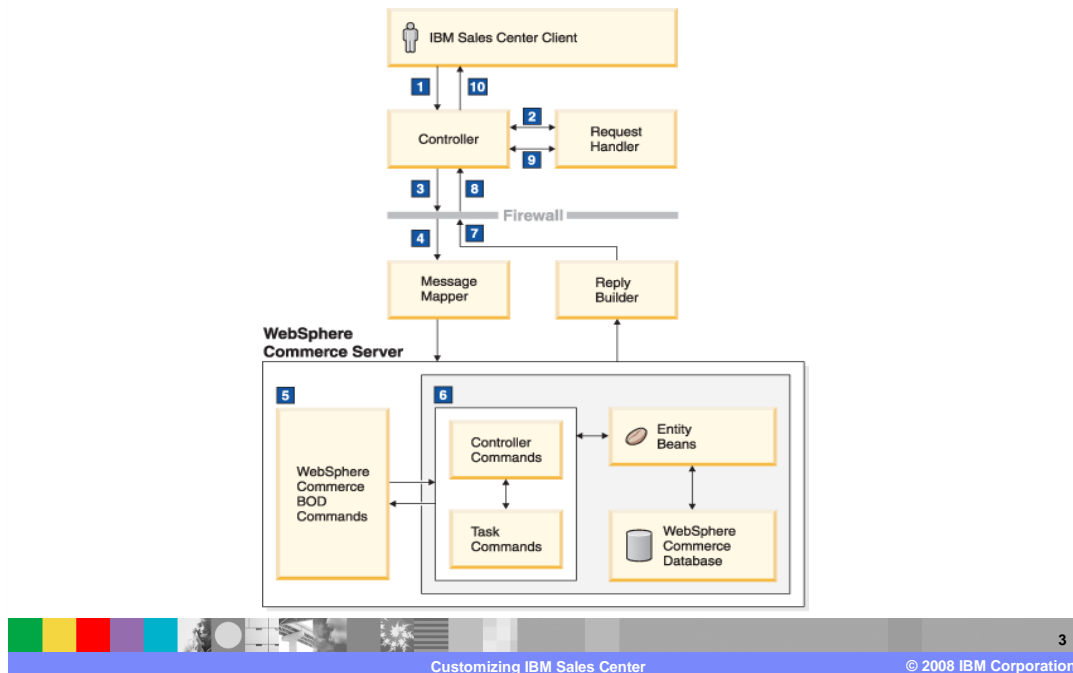 IBM Sales Center Client
1
10
Controller
2
Request
Handler
9
3
8
Firewall
4
7
Message
Mapper
Reply
Builder
WebSphere
Commerce Server
5
6
WebSphere
Commerce
BOD
Commands
Controller
Commands
Task
Commands
Entity
Beans
WebSphere
Commerce
Database
3
Customizing IBM Sales Center
© 2008 IBM Corporation